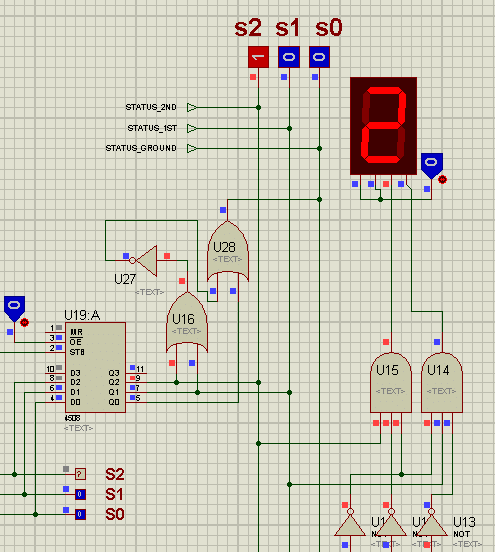 s2 s1 s0
1 0 0
STATUS_2ND
STATUS_1ST
STATUS_GROUND
2
0
U28
<TEXT>
U27
<TEXT>
U16
<TEXT>
0
U19:A
1 MR
3 OE
2 STB
10 D3 Q3 11
8 D2 Q2 9
6 D1 Q1 7
4 D0 Q0 5
4508
<TEXT>
U15
<TEXT>
U14
<TEXT>
? S2
0 S1
0 S0
U1 U1 U13
NOT NOT NOT
<TEXT>